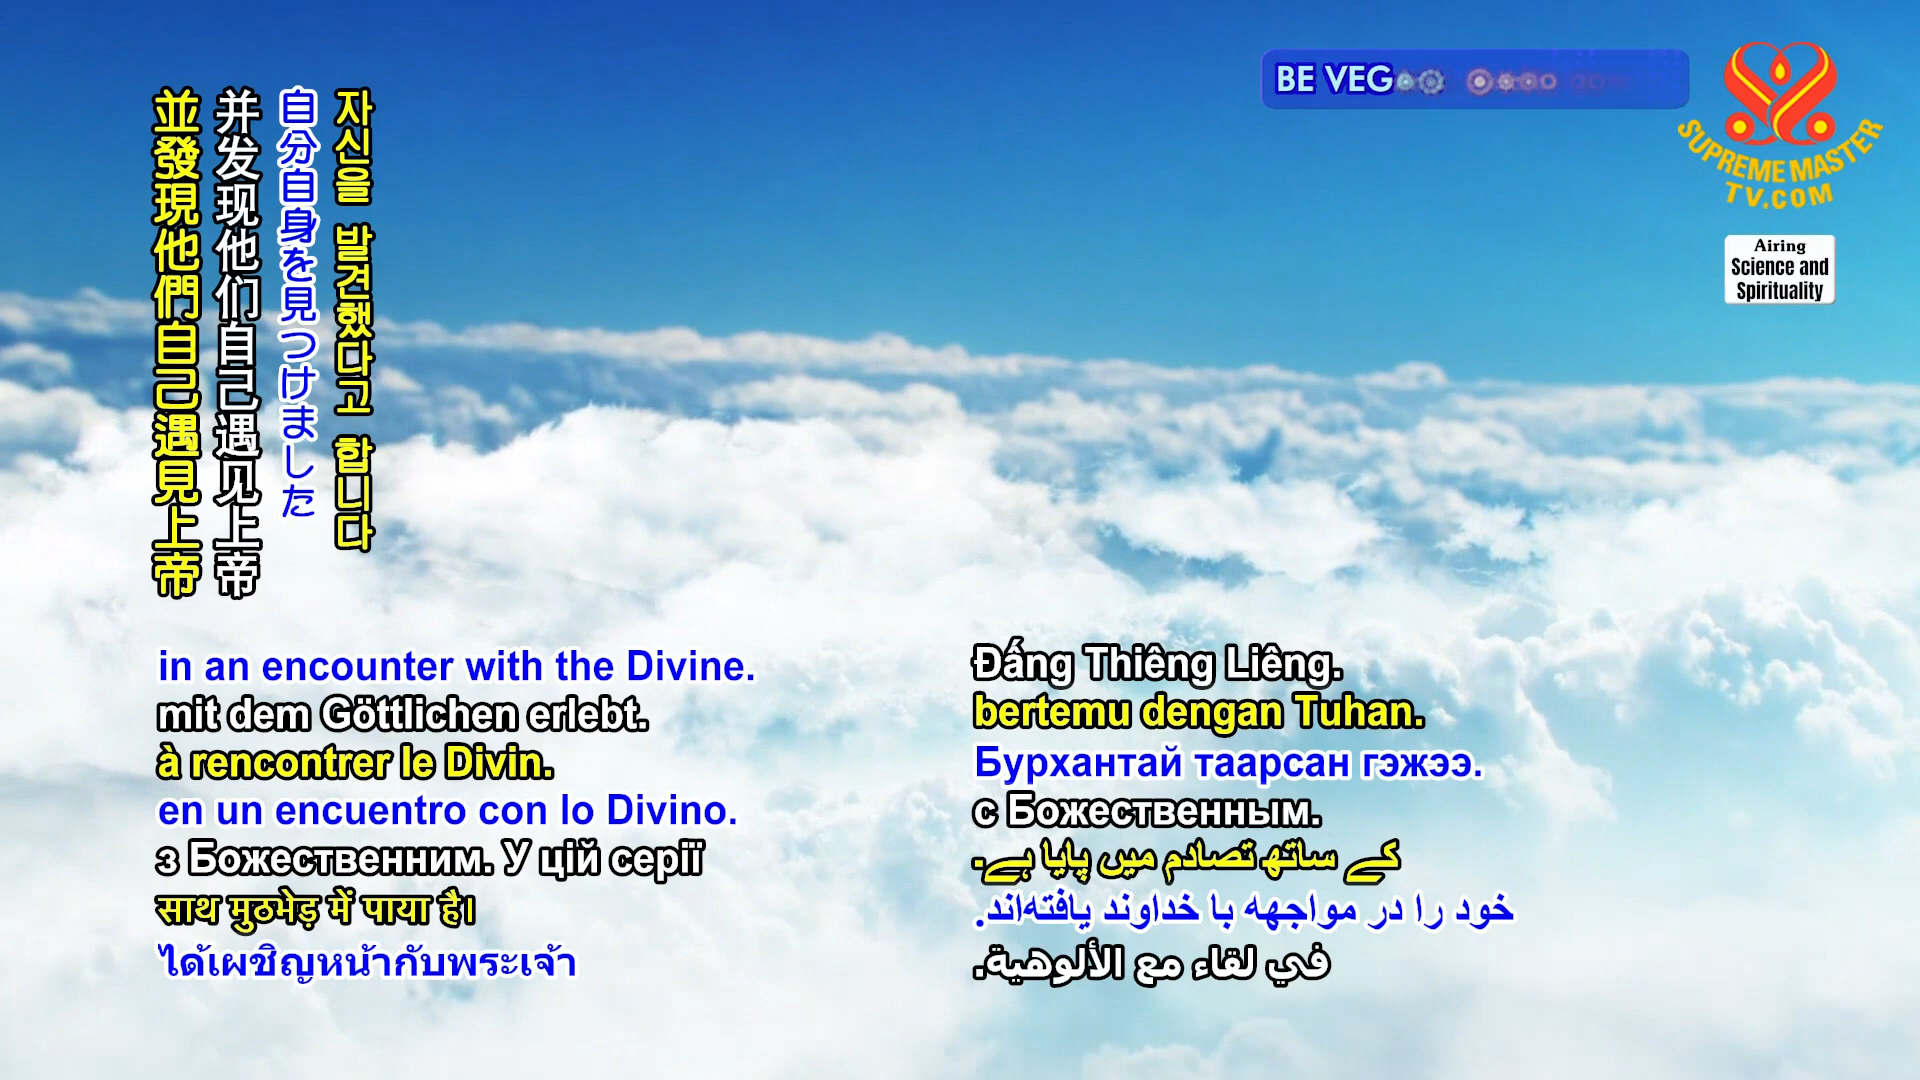 並發現他們自己遇見上帝
并发现他们自己遇见上帝
自分自身を見つけました
자신을 발견했다고 합니다
BE VEG
SUPREME MASTER
TV.COM
Airing
Science and
Spirituality
in an encounter with the Divine.
mit dem Göttlichen erlebt.
à rencontrer le Divin.
en un encuentro con lo Divino.
з Божественним. У цій серії
साथ मुठभेड़ में पाया है।
ได้เผชิญหน้ากับพระเจ้า
Đấng Thiêng Liêng.
bertemu dengan Tuhan.
Бурхантай таарсан гэжээ.
с Божественным.
کے ساتھ تصادم میں پایا ہے۔
خود را در مواجهه با خداوند یافته‌اند.
في لقاء مع الألوهية.